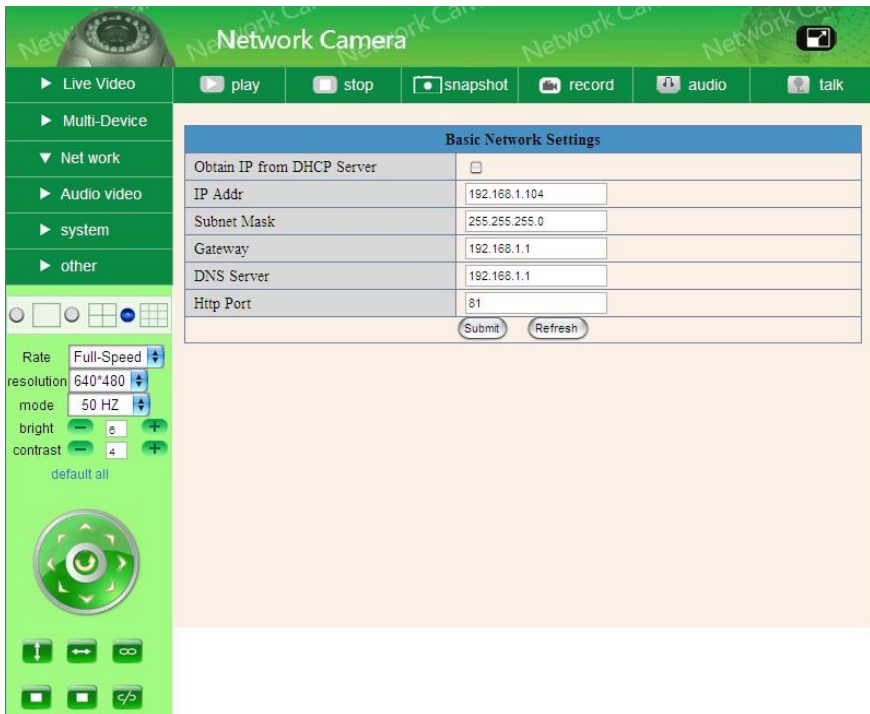 Network Camera
Live Video
play
stop
snapshot
record
audio
talk
Multi-Device
Net work
Audio video
system
other
Basic Network Settings
Obtain IP from DHCP Server
IP Addr 192.168.1.104
Subnet Mask 255.255.255.0
Gateway 192.168.1.1
DNS Server 192.168.1.1
Http Port 81
Submit Refresh
Rate Full-Speed
resolution 640*480
mode 50 HZ
bright 6
contrast 4
default all